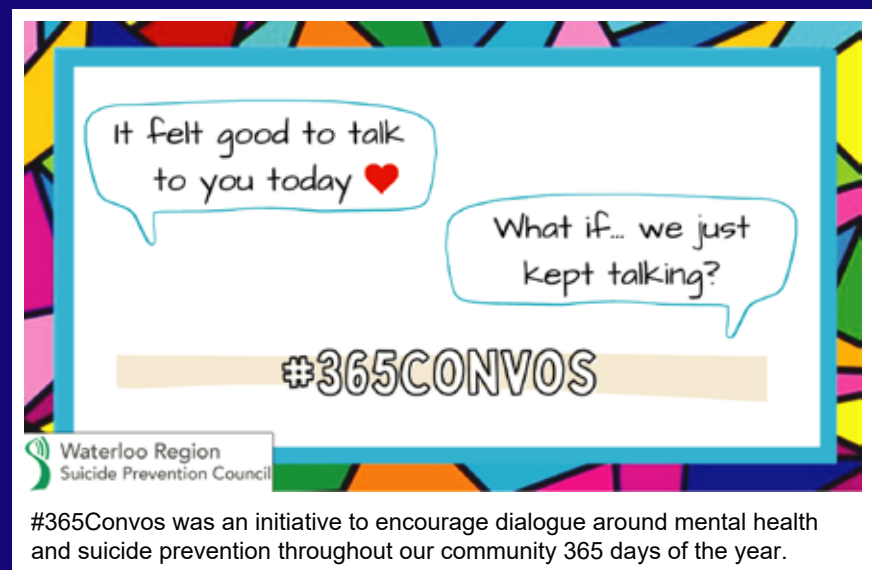 It felt good to talk
to you today
What if... we just
kept talking?
#365CONVOS
Waterloo Region
Suicide Prevention Council
#365Convos was an initiative to encourage dialogue around mental health
and suicide prevention throughout our community 365 days of the year.